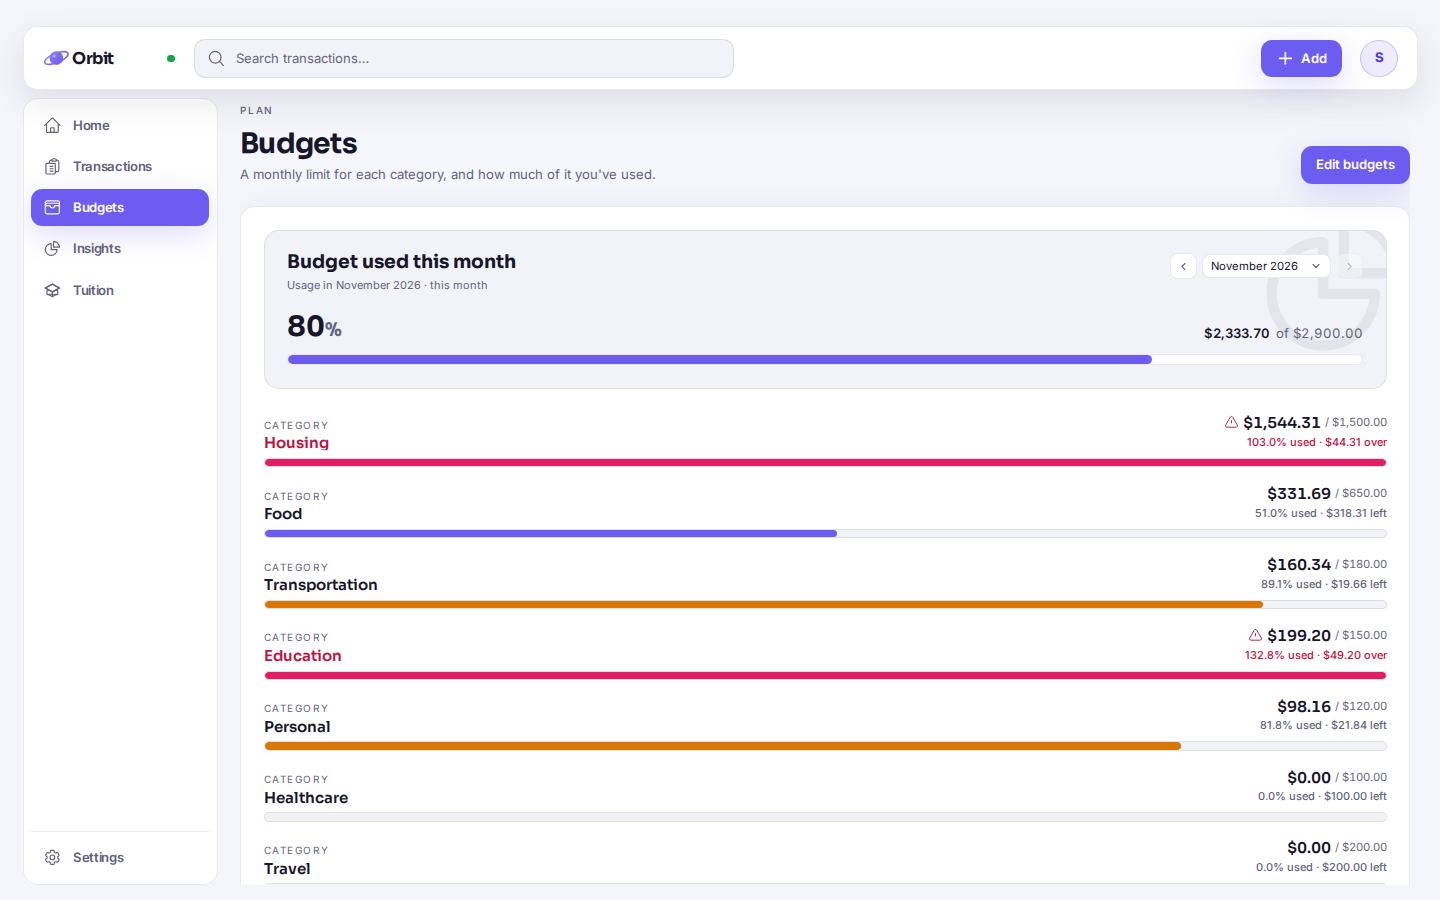 Orbit
Search transactions...
Add
S
Home
Transactions
Budgets
Insights
Tuition
Settings
PLAN
Budgets
A monthly limit for each category, and how much of it you've used.
Edit budgets
Budget used this month
Usage in November 2026 · this month
November 2026
80%
$2,333.70 of $2,900.00
CATEGORY
Housing
$1,544.31 / $1,500.00
103.0% used · $44.31 over
CATEGORY
Food
$331.69 / $650.00
51.0% used · $318.31 left
CATEGORY
Transportation
$160.34 / $180.00
89.1% used · $19.66 left
CATEGORY
Education
$199.20 / $150.00
132.8% used · $49.20 over
CATEGORY
Personal
$98.16 / $120.00
81.8% used · $21.84 left
CATEGORY
Healthcare
$0.00 / $100.00
0.0% used · $100.00 left
CATEGORY
Travel
$0.00 / $200.00
0.0% used · $200.00 left